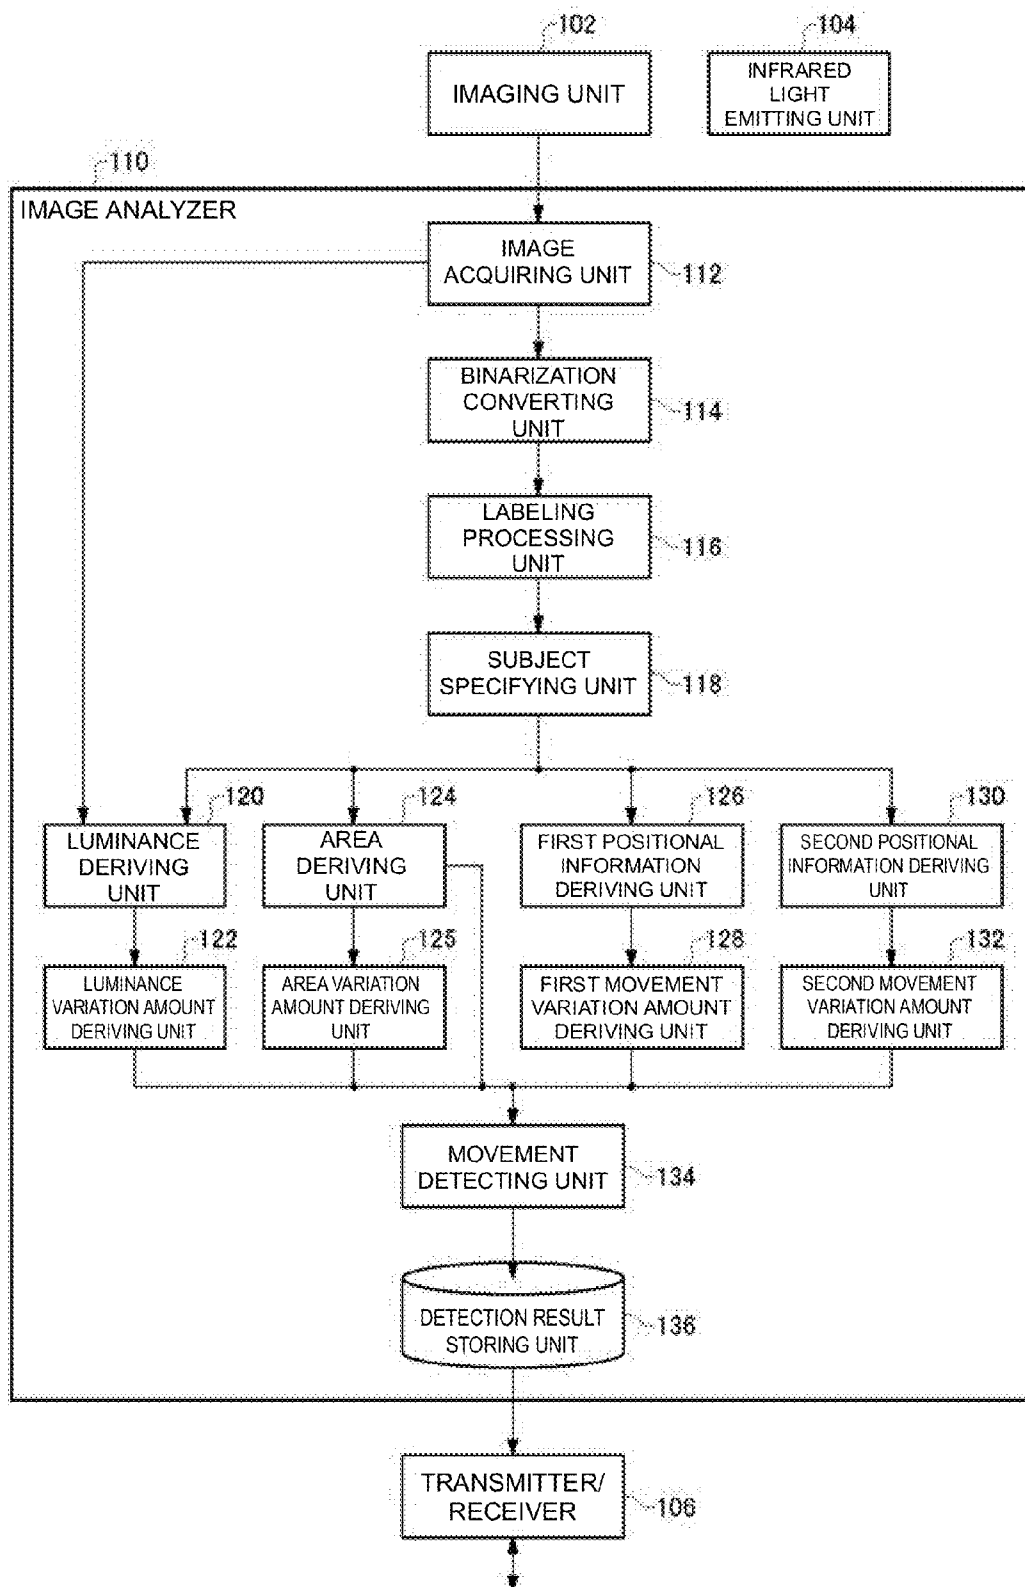 102
104
IMAGING UNIT
INFRARED
LIGHT
EMITTING UNIT
110
IMAGE ANALYZER
IMAGE
ACQUIRING UNIT
112
BINARIZATION
CONVERTING
UNIT
114
LABELING
PROCESSING
UNIT
116
SUBJECT
SPECIFYING UNIT
118
120
124
126
130
LUMINANCE
DERIVING
UNIT
AREA
DERIVING
UNIT
FIRST POSITIONAL
INFORMATION
DERIVING UNIT
SECOND POSITIONAL
INFORMATION DERIVING
UNIT
122
125
128
132
LUMINANCE
VARIATION AMOUNT
DERIVING UNIT
AREA VARIATION
AMOUNT DERIVING
UNIT
FIRST MOVEMENT
VARIATION AMOUNT
DERIVING UNIT
SECOND MOVEMENT
VARIATION AMOUNT
DERIVING UNIT
MOVEMENT
DETECTING UNIT
134
DETECTION RESULT
STORING UNIT
136
TRANSMITTER/
RECEIVER
106